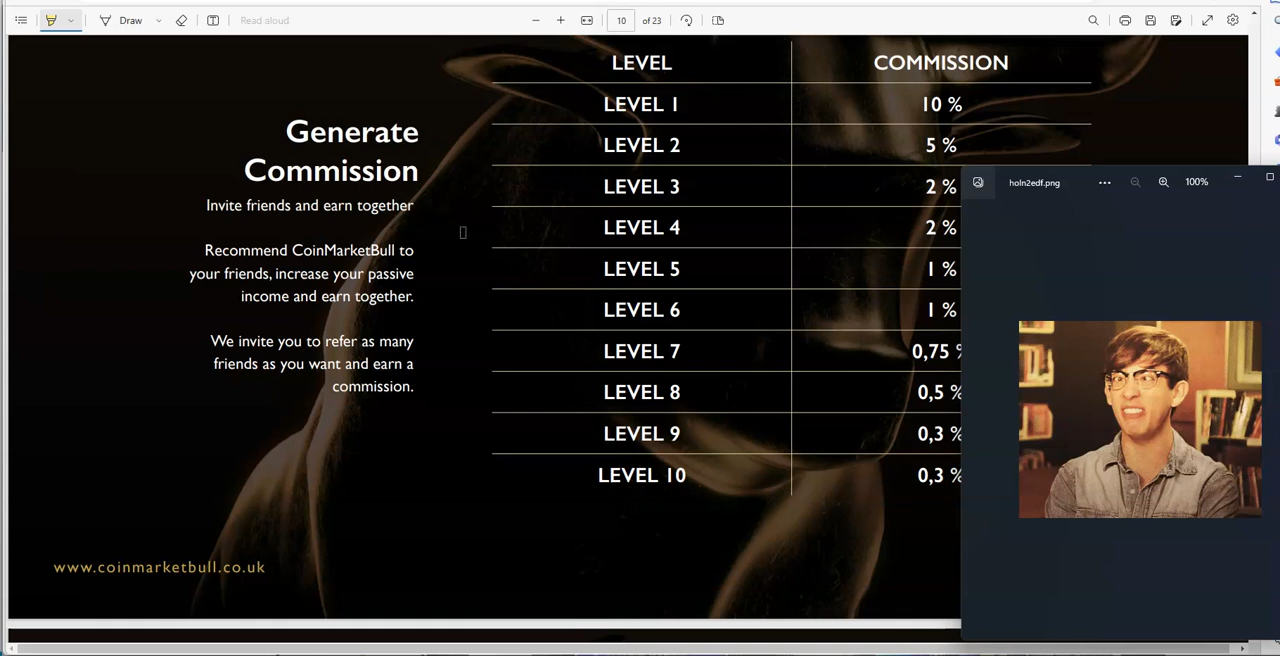 Draw
Read aloud
10 of 23
LEVEL COMMISSION
LEVEL 1 10 %
LEVEL 2 5 %
LEVEL 3 2 %
LEVEL 4 2 %
LEVEL 5 1 %
LEVEL 6 1 %
LEVEL 7 0,75 %
LEVEL 8 0,5 %
LEVEL 9 0,3 %
LEVEL 10 0,3 %
Generate
Commission
Invite friends and earn together
Recommend CoinMarketBull to
your friends, increase your passive
income and earn together.
We invite you to refer as many
friends as you want and earn a
commission.
www.coinmarketbull.co.uk
holn2edf.png
100%